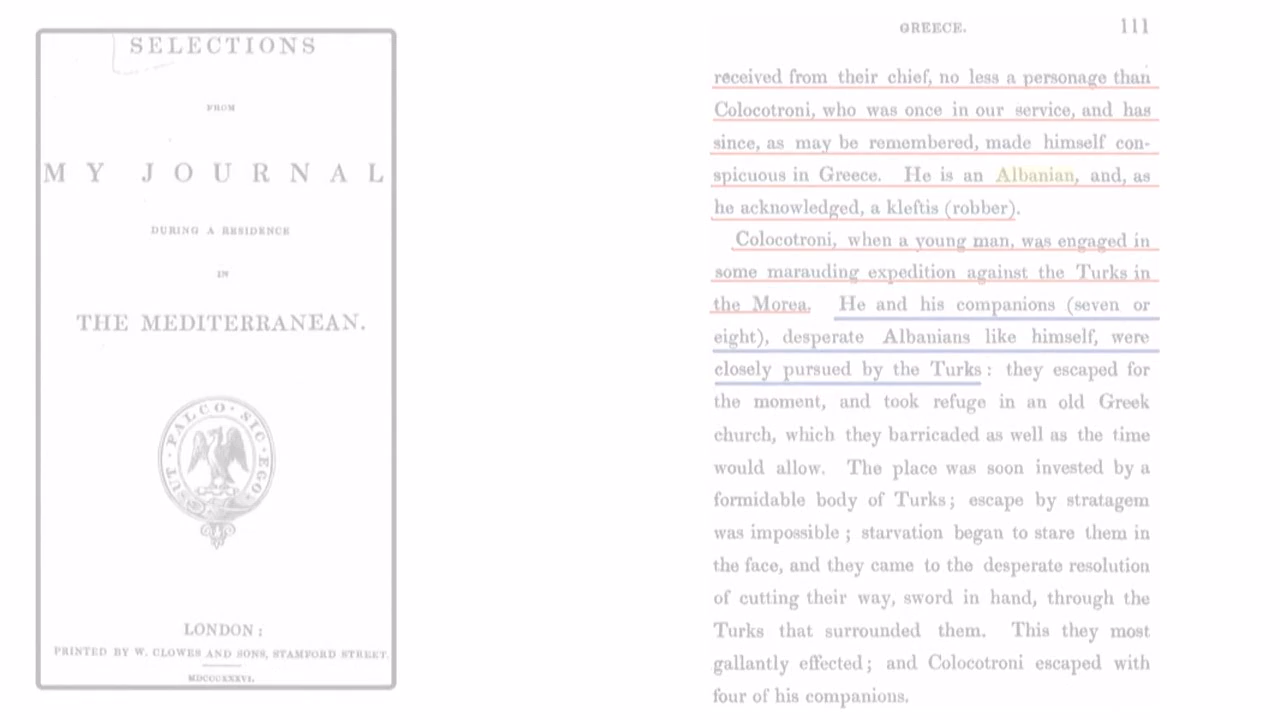 SELECTIONS
FROM
MY JOURNAL
DURING A RESIDENCE
IN
THE MEDITERRANEAN.
UT · PALCO · SIC · EGO
LONDON:
PRINTED BY W. CLOWES AND SONS, STAMFORD STREET.
MDCCCXXXVI.
GREECE. 111
received from their chief, no less a personage than
Colocotroni, who was once in our service, and has
since, as may be remembered, made himself con-
spicuous in Greece. He is an Albanian, and, as
he acknowledged, a kleftis (robber).
Colocotroni, when a young man, was engaged in
some marauding expedition against the Turks in
the Morea. He and his companions (seven or
eight), desperate Albanians like himself, were
closely pursued by the Turks: they escaped for
the moment, and took refuge in an old Greek
church, which they barricaded as well as the time
would allow. The place was soon invested by a
formidable body of Turks; escape by stratagem
was impossible; starvation began to stare them in
the face, and they came to the desperate resolution
of cutting their way, sword in hand, through the
Turks that surrounded them. This they most
gallantly effected; and Colocotroni escaped with
four of his companions.